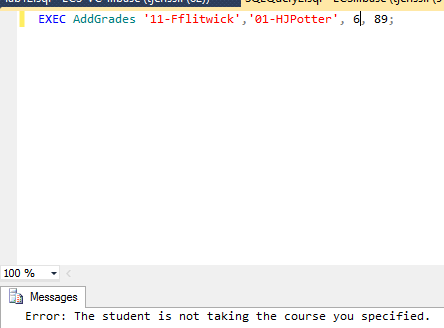 EXEC AddGrades '11-Fflitwick','01-HJPotter', 6, 89;
100 %
Messages
Error: The student is not taking the course you specified.